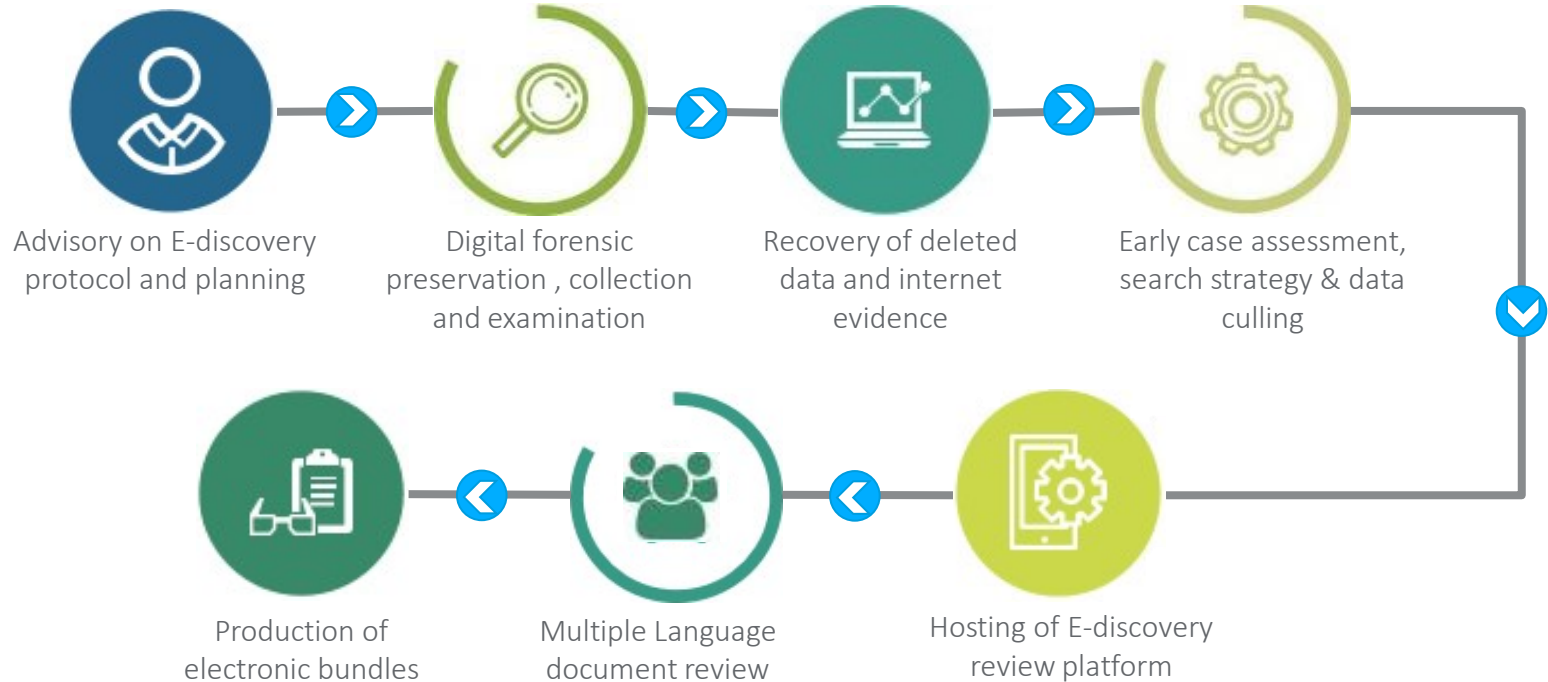 Advisory on E-discovery
protocol and planning
Digital forensic
preservation , collection
and examination
Recovery of deleted
data and internet
evidence
Early case assessment,
search strategy & data
culling
Hosting of E-discovery
review platform
Multiple Language
document review
Production of
electronic bundles